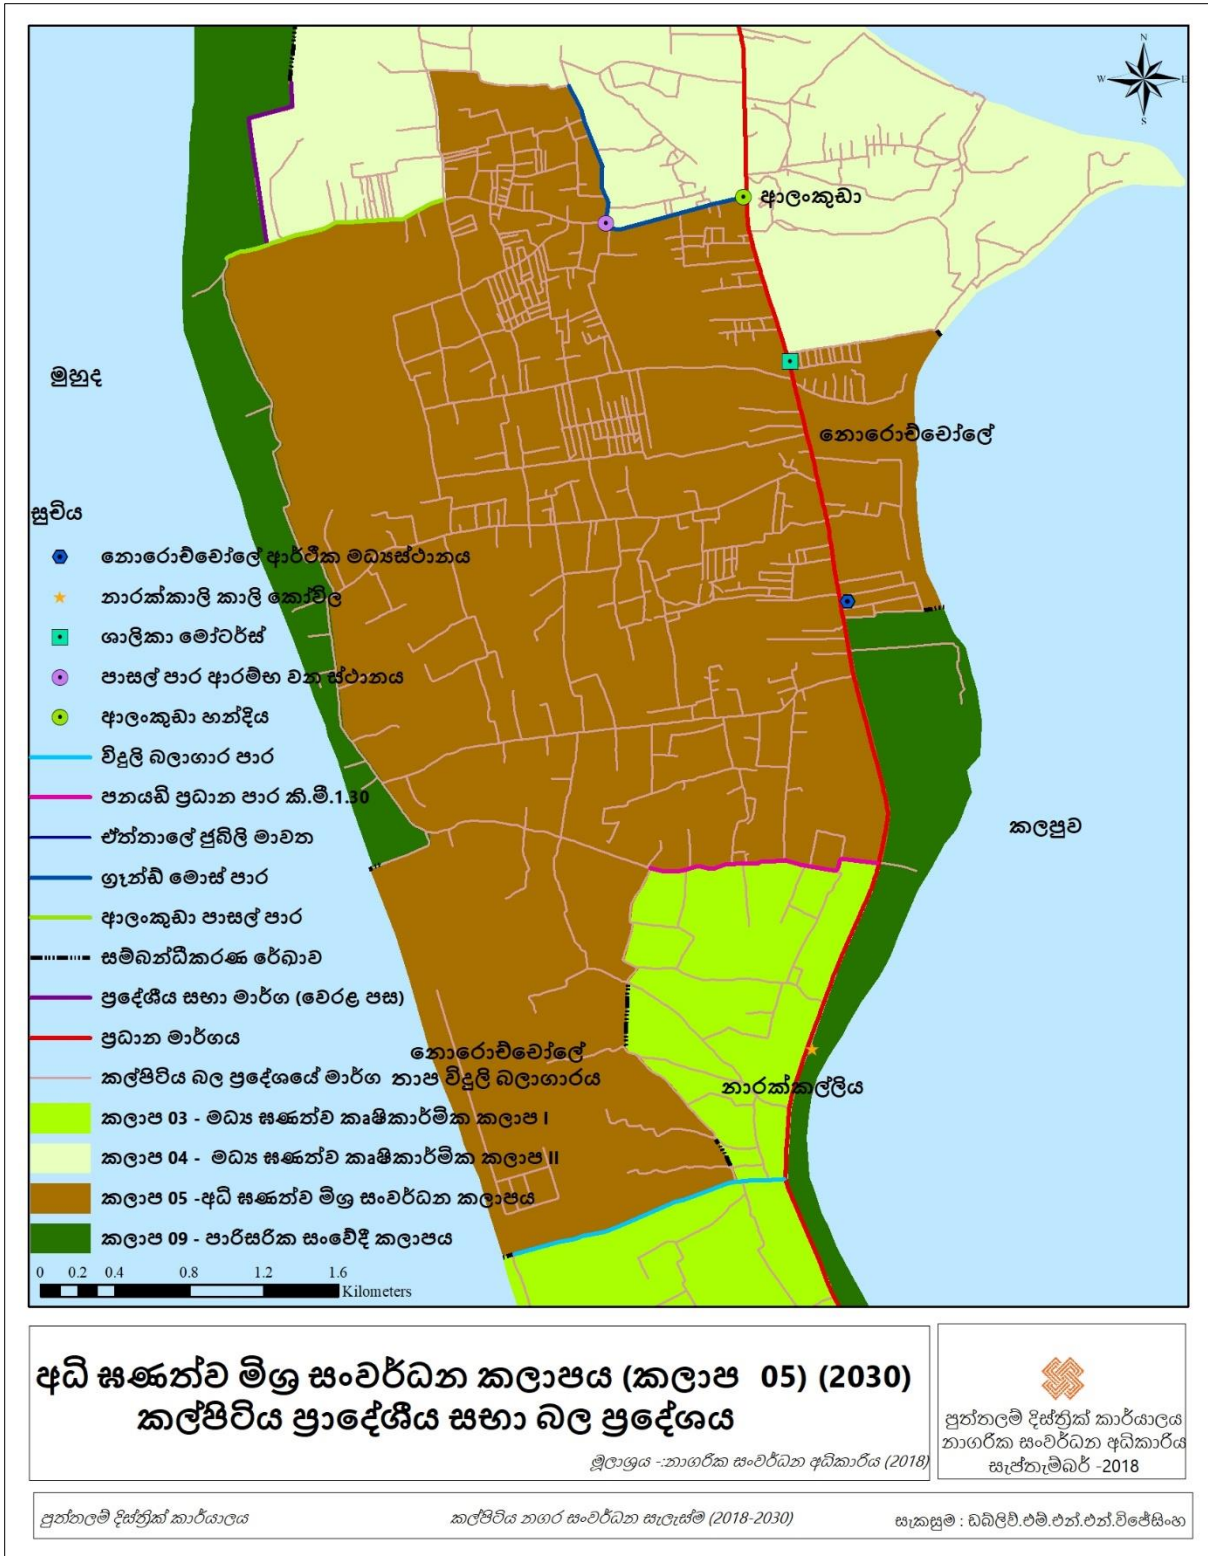 N
W
E
S
ආලංකුඩා
මුහුද
නොරොච්චෝලේ
සුචිය
නොරොච්චෝලේ ආර්ථික මධ්‍යස්ථානය
නාරක්කාලි කාලි කෝවිල
ශාලිකා මෝටර්ස්
පාසල් පාර ආරම්භ වන ස්ථානය
ආලංකුඩා හන්දිය
විදුලි බලාගාර පාර
පනයඩි ප්‍රධාන පාර කි.මී.1.30
කලපුව
ඒත්තාලේ ජුබිලි මාවත
ග්‍රෑන්ඩ් මොස් පාර
ආලංකුඩා පාසල් පාර
සම්බන්ධීකරණ රේඛාව
ප්‍රදේශීය සභා මාර්ග (වෙරළ පස)
ප්‍රධාන මාර්ගය
නොරොච්චෝලේ
තාප විදුලි බලාගාරය
නාරක්කල්ලිය
කල්පිටිය බල ප්‍රදේශයේ මාර්ග
කලාප 03 - මධ්‍ය ඝණත්ව කෘෂිකාර්මික කලාප I
කලාප 04 - මධ්‍ය ඝණත්ව කෘෂිකාර්මික කලාප II
කලාප 05 -අධි ඝණත්ව මිශ්‍ර සංවර්ධන කලාපය
කලාප 09 - පාරිසරික සංවේදී කලාපය
0 0.2 0.4 0.8 1.2 1.6
Kilometers
අධි ඝණත්ව මිශ්‍ර සංවර්ධන කලාපය (කලාප 05) (2030)
කල්පිටිය ප්‍රාදේශීය සභා බල ප්‍රදේශය
මූලාශ්‍රය -:නාගරික සංවර්ධන අධිකාරිය (2018)
පුත්තලම් දිස්ත්‍රික් කාර්යාලය
නාගරික සංවර්ධන අධිකාරිය
සැප්තැම්බර් -2018
පුත්තලම් දිස්ත්‍රික් කාර්යාලය
කල්පිටිය නගර සංවර්ධන සැලැස්ම (2018-2030)
සැකසුම : ඩබ්ලිව්.එම්.එන්.එන්.විජේසිංහ